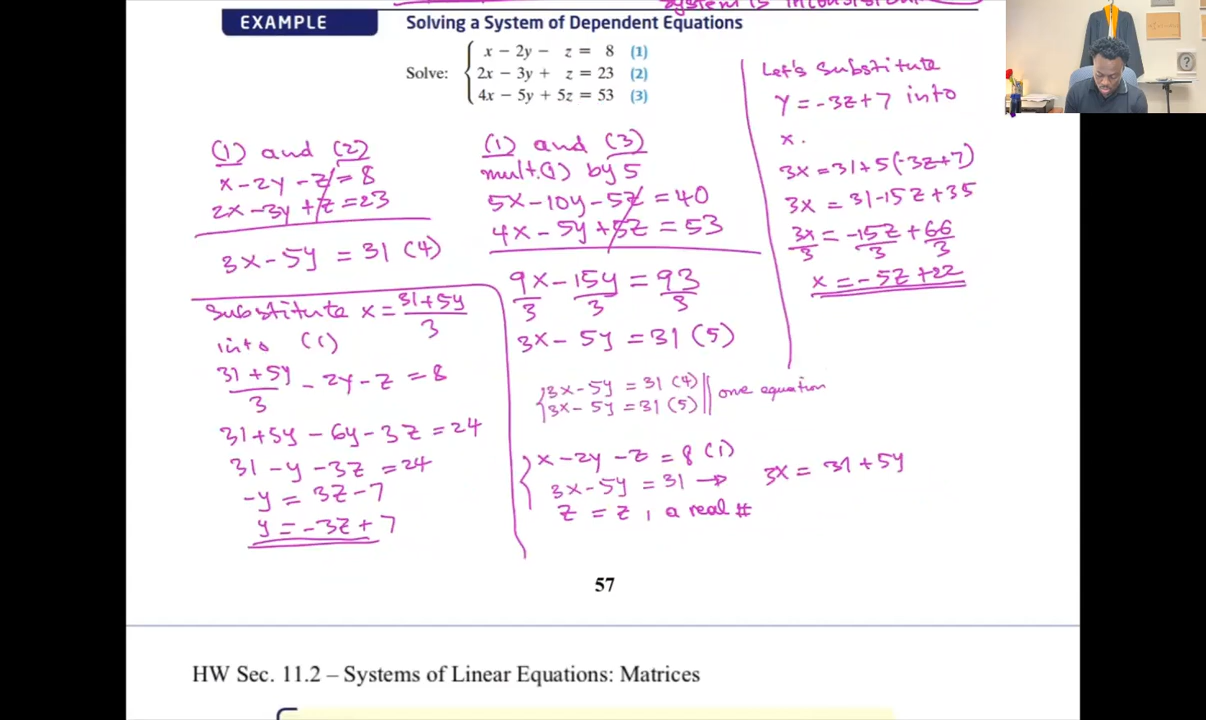 system is inconsistent
EXAMPLE
Solving a System of Dependent Equations
Solve:
x − 2y − z = 8 (1)
2x − 3y + z = 23 (2)
4x − 5y + 5z = 53 (3)
(1) and (2)
x - 2y - z = 8
2x - 3y + z = 23
3x - 5y = 31 (4)
Substitute x = (31+5y)/3
into (1)
(31+5y)/3 - 2y - z = 8
31+5y - 6y - 3z = 24
31 - y - 3z = 24
-y = 3z - 7
y = -3z + 7
(1) and (3)
mult.(1) by 5
5x - 10y - 5z = 40
4x - 5y + 5z = 53
9x/3 - 15y/3 = 93/3
3x - 5y = 31 (5)
3x - 5y = 31 (4)
3x - 5y = 31 (5)
one equation
x - 2y - z = 8 (1)
3x - 5y = 31 → 3x = 31 + 5y
z = z, a real #
Let's substitute
y = -3z+7 into
x.
3x = 31+5(-3z+7)
3x = 31-15z+35
3x/3 = -15z/3 + 66/3
x = -5z+22
57
HW Sec. 11.2 – Systems of Linear Equations: Matrices